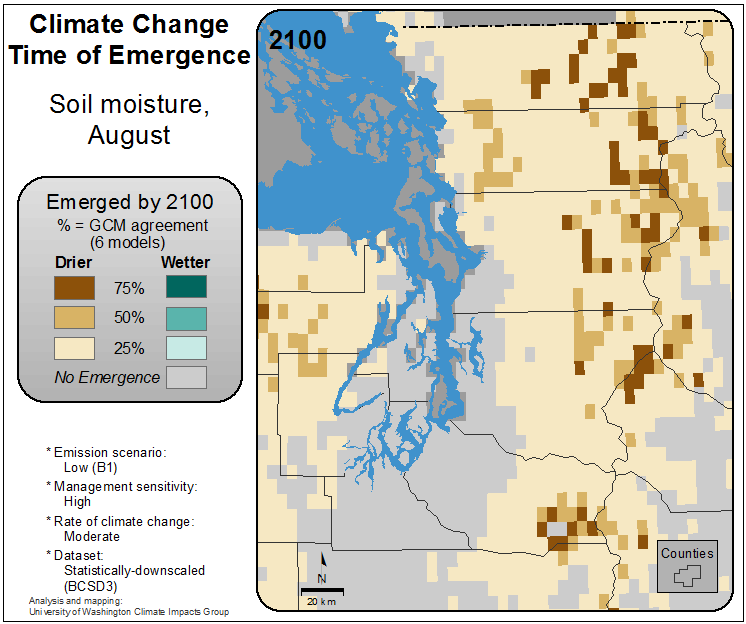 Climate Change
Time of Emergence
Soil moisture,
August
Emerged by 2100
% = GCM agreement
(6 models)
Drier Wetter
75%
50%
25%
No Emergence
* Emission scenario:
Low (B1)
* Management sensitivity:
High
* Rate of climate change:
Moderate
* Dataset:
Statistically-downscaled
(BCSD3)
Analysis and mapping:
University of Washington Climate Impacts Group
2100
N
20 km
Counties